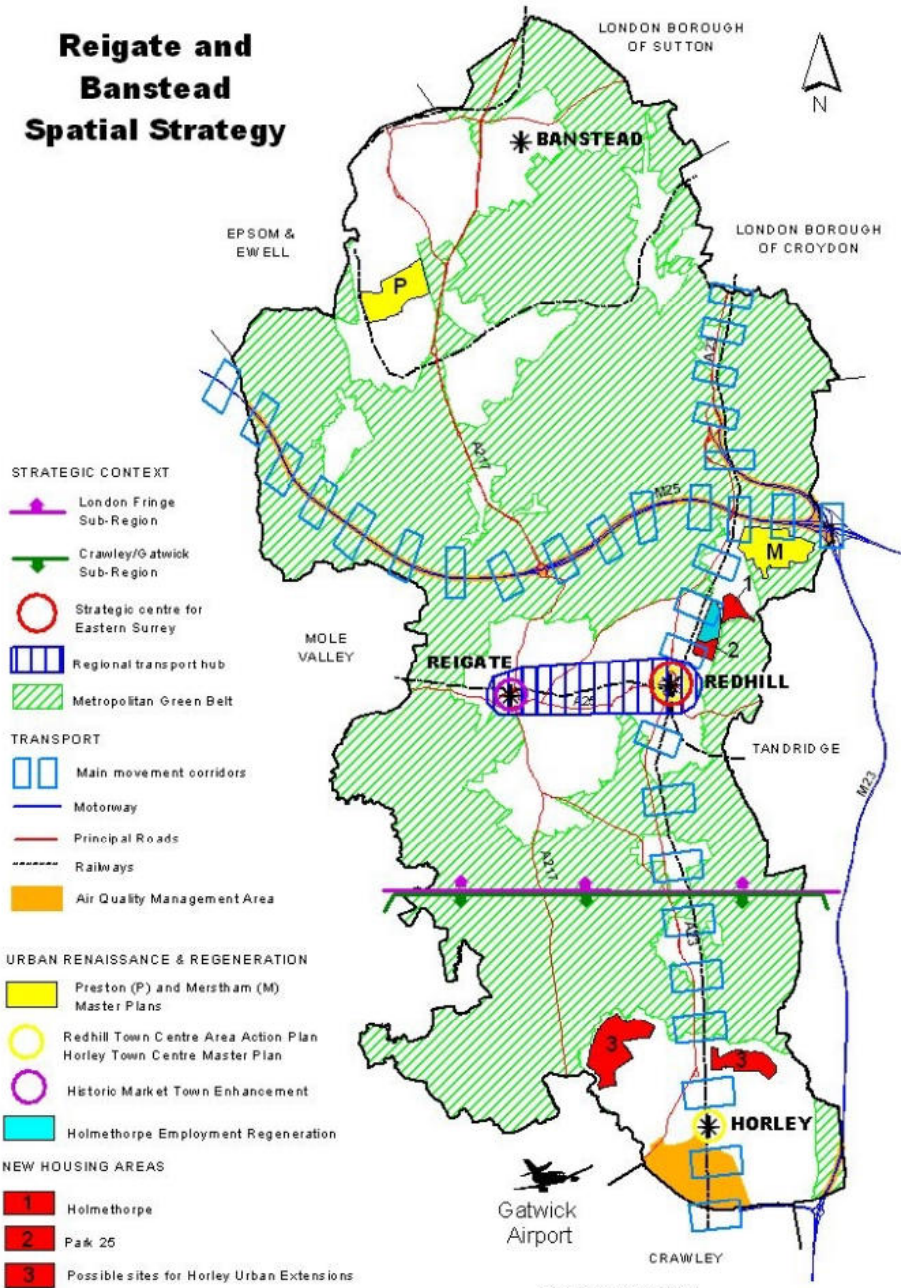 Reigate and
Banstead
Spatial Strategy
LONDON BOROUGH
OF SUTTON
N
BANSTEAD
EPSOM &
EWELL
LONDON BOROUGH
OF CROYDON
P
A23
A217
M25
M
1
2
STRATEGIC CONTEXT
London Fringe
Sub-Region
Crawley/Gatwick
Sub-Region
Strategic centre for
Eastern Surrey
Regional transport hub
Metropolitan Green Belt
MOLE
VALLEY
REIGATE
A25
REDHILL
TANDRIDGE
M23
TRANSPORT
Main movement corridors
Motorway
Principal Roads
Railways
Air Quality Management Area
A217
A23
URBAN RENAISSANCE & REGENERATION
Preston (P) and Merstham (M)
Master Plans
Redhill Town Centre Area Action Plan
Horley Town Centre Master Plan
Historic Market Town Enhancement
Holmethorpe Employment Regeneration
3
3
HORLEY
Gatwick
Airport
CRAWLEY
NEW HOUSING AREAS
1 Holmethorpe
2 Park 25
3 Possible sites for Horley Urban Extensions